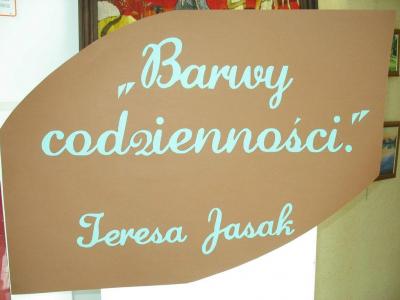 „Barwy
codzienności.”
Teresa Jasak